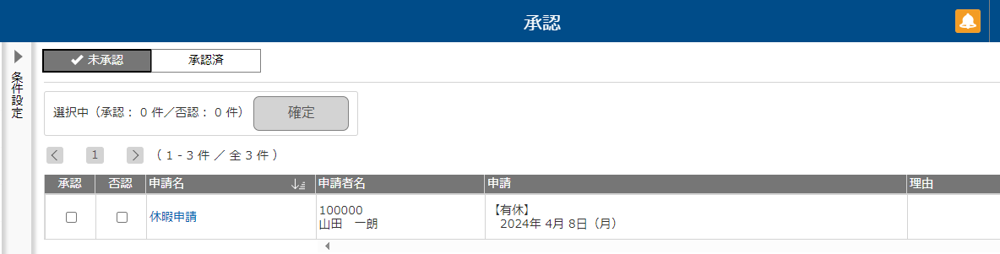 承認
条件設定
未承認 承認済
選択中（承認： 0 件／否認： 0 件） 確定
1 （ 1 - 3 件 ／ 全 3 件 ）
承認 否認 申請名 申請者名 申請 理由
休暇申請 100000 【有休】
山田　一朗 2024年 4月 8日（月）